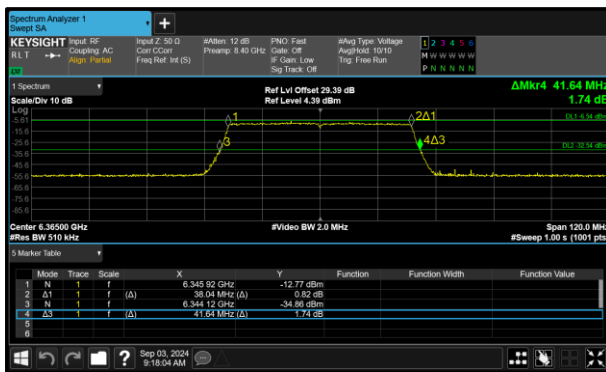 Spectrum Analyzer 1
Swept SA
KEYSIGHT Input: RF Input Z: 50 Ω #Atten: 12 dB PNO: Fast #Avg Type: Voltage 1 2 3 4 5 6
RLT Coupling: AC Corr CCorr Preamp: 8.40 GHz Gate: Off Avg|Hold: 10/10 M W W W W W
Align: Partial Freq Ref: Int (S) IF Gain: Low Trig: Free Run
Sig Track: Off P N N N N N
1 Spectrum Ref Lvl Offset 29.39 dB ΔMkr4 41.64 MHz
Scale/Div 10 dB Ref Level 4.39 dBm 1.74 dB
Log
-5.61 1 2Δ1 DL1 -6.54 dBm
-15.6
-25.6 3 4Δ3
-35.6 DL2 -32.54 dBm
-45.6
-55.6
-65.6
-75.6
-85.6
Center 6.36500 GHz #Video BW 2.0 MHz Span 120.0 MHz
#Res BW 510 kHz #Sweep 1.00 s (1001 pts
5 Marker Table
Mode Trace Scale X Y Function Function Width Function Value
1 N 1 f 6.345 92 GHz -12.77 dBm
2 Δ1 1 f (Δ) 38.04 MHz (Δ) 0.82 dB
3 N 1 f 6.344 12 GHz -34.86 dBm
4 Δ3 1 f (Δ) 41.64 MHz (Δ) 1.74 dB
5
6
? Sep 03, 2024
9:18:04 AM